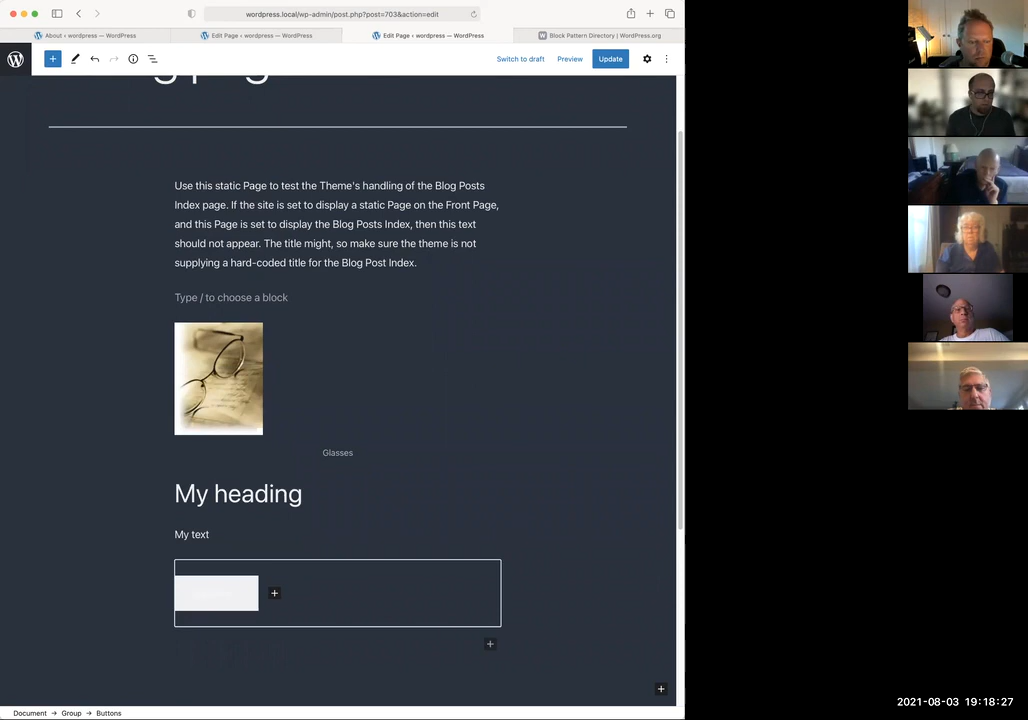 wordpress.local/wp-admin/post.php?post=703&action=edit
About ‹ wordpress — WordPress
Edit Page ‹ wordpress — WordPress
Edit Page ‹ wordpress — WordPress
Block Pattern Directory | WordPress.org
Switch to draft
Preview
Update
Use this static Page to test the Theme's handling of the Blog Posts
Index page. If the site is set to display a static Page on the Front Page,
and this Page is set to display the Blog Posts Index, then this text
should not appear. The title might, so make sure the theme is not
supplying a hard-coded title for the Blog Post Index.
Type / to choose a block
Glasses
My heading
My text
Document → Group → Buttons
2021-08-03 19:18:27